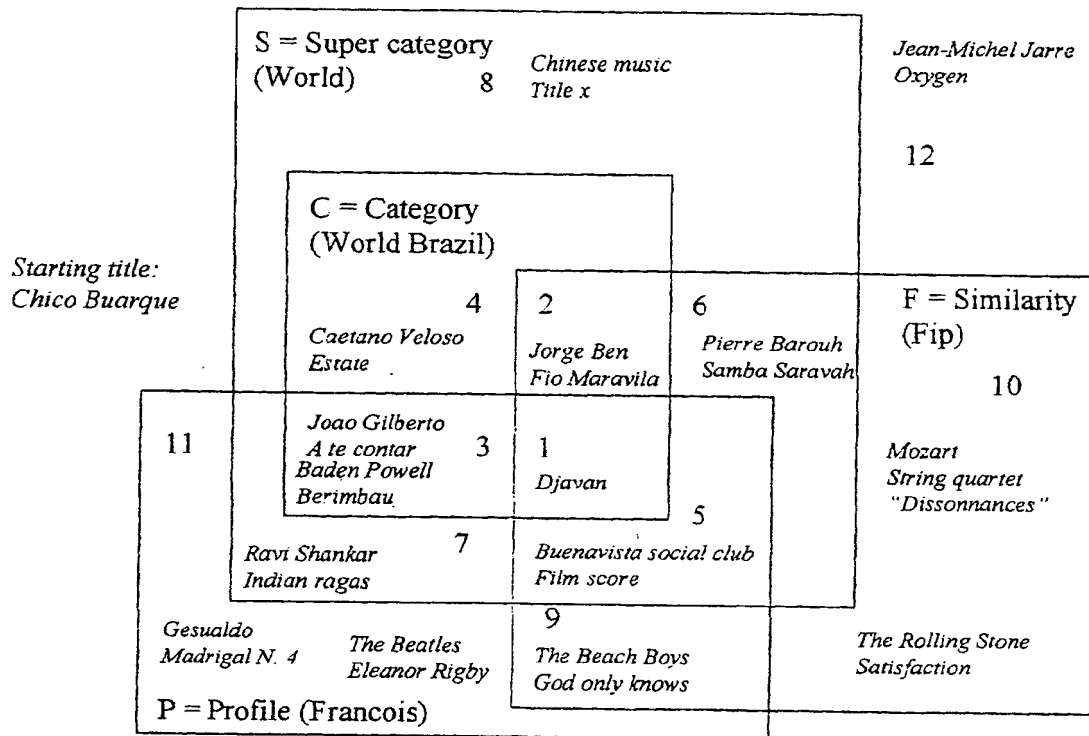 S = Super category
(World)
8
Chinese music
Title x
Jean-Michel Jarre
Oxygen
12
C = Category
(World Brazil)
Starting title:
Chico Buarque
4
Caetano Veloso
Estate
2
Jorge Ben
Fio Maravila
6
Pierre Barouh
Samba Saravah
F = Similarity
(Fip)
10
11
Joao Gilberto
A te contar
Baden Powell
Berimbau
3
1
Djavan
Mozart
String quartet
"Dissonnances"
5
7
Ravi Shankar
Indian ragas
Buenavista social club
Film score
9
Gesualdo
Madrigal N. 4
The Beatles
Eleanor Rigby
The Beach Boys
God only knows
The Rolling Stone
Satisfaction
P = Profile (Francois)